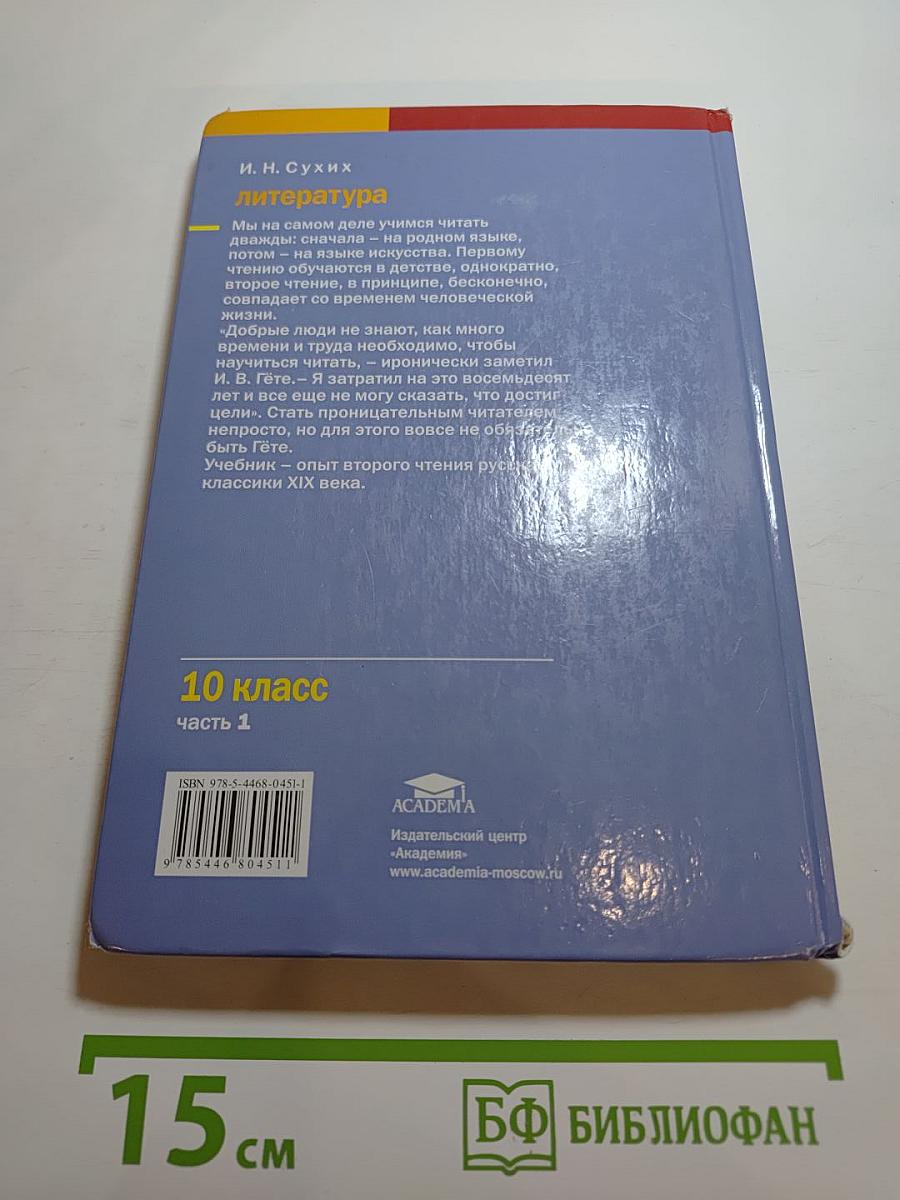 И. Н. Сухих
литература
Мы на самом деле учимся читать
дважды: сначала – на родном языке,
потом – на языке искусства. Первому
чтению обучаются в детстве, однократно,
второе чтение, в принципе, бесконечно,
совпадает со временем человеческой
жизни.
«Добрые люди не знают, как много
времени и труда необходимо, чтобы
научиться читать, – иронически заметил
И. В. Гёте.– Я затратил на это восемьдесят
лет и все еще не могу сказать, что достиг
цели». Стать проницательным читателем
непросто, но для этого вовсе не
быть Гёте.
Учебник – опыт второго чтения
классики XIX века.
10 класс
часть 1
ISBN 978-5-4468-0451-1
9 785446 804511
ACADEMA
Издательский центр
«Академия»
www.academia-moscow.ru
15 см
БФ БИБЛИОФАН